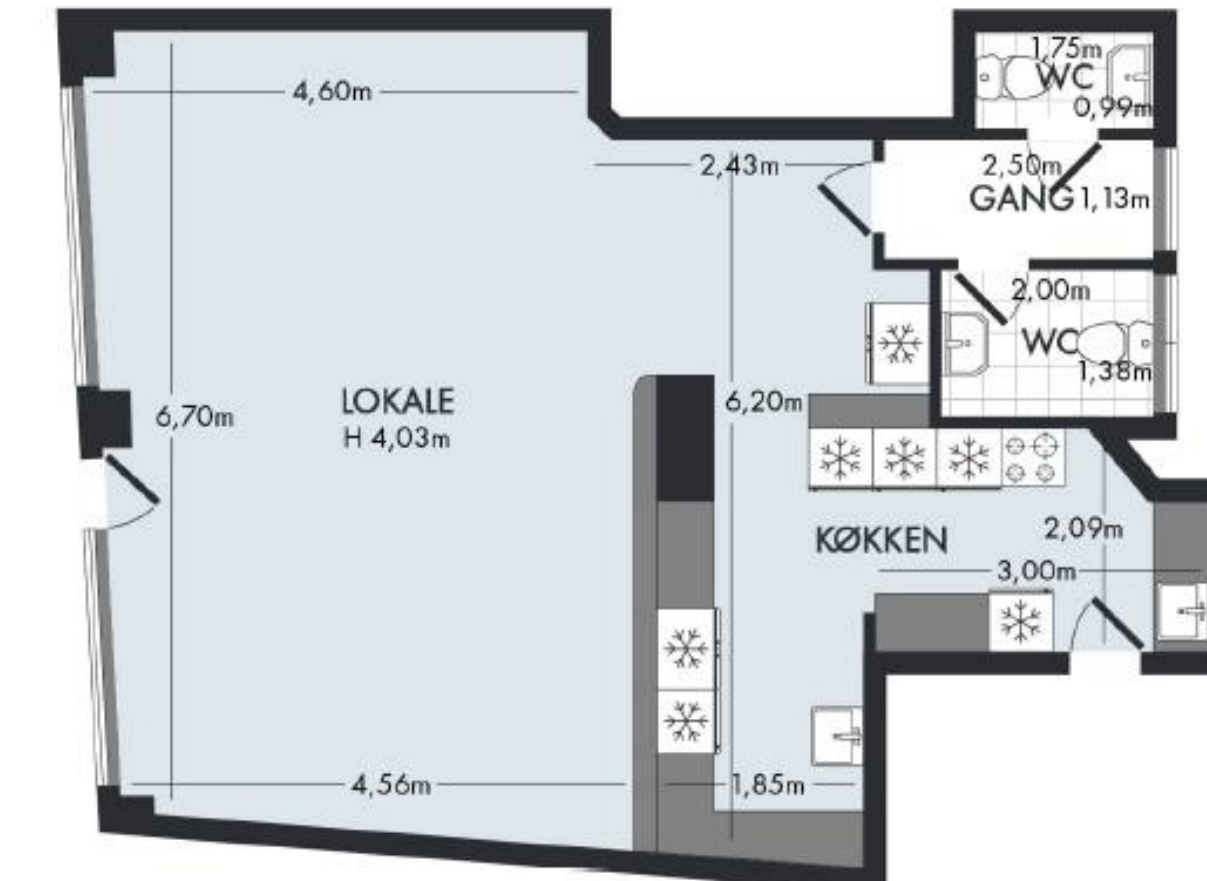 1,75m
WC
0,99m
4,60m
2,43m
2,50m
GANG 1,13m
2,00m
WC
1,38m
LOKALE
H 4,03m
6,70m
6,20m
KØKKEN
2,09m
3,00m
4,56m
1,85m